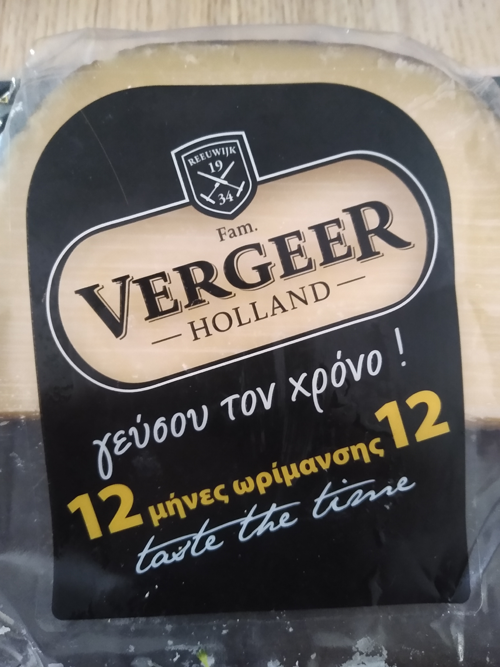 REEUWIJK
19
34
Fam.
VERGEER
HOLLAND
γεύσου τον χρόνο !
12 μήνες ωρίμανσης 12
taste the time